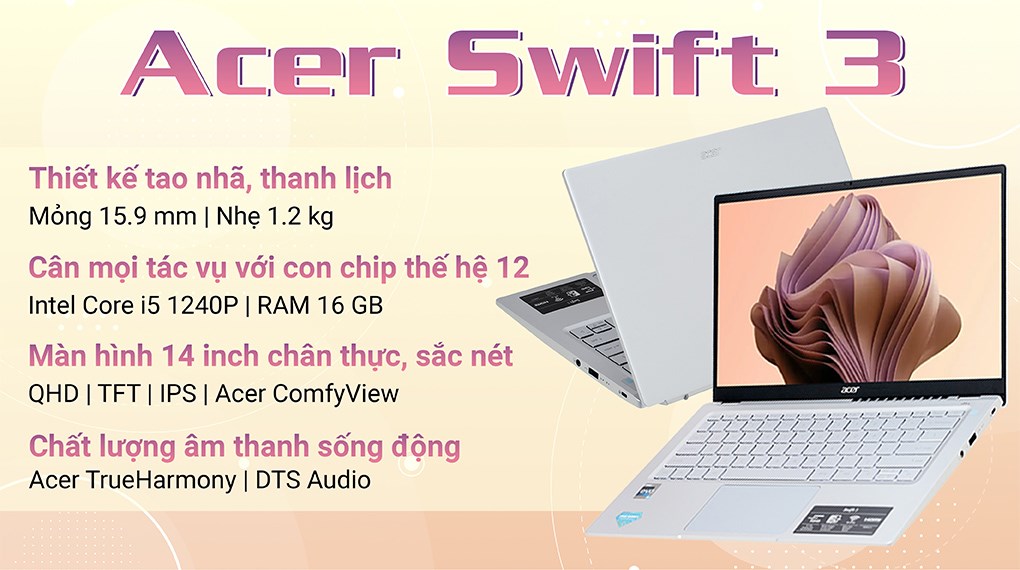 Acer Swift 3
Thiết kế tao nhã, thanh lịch
Mỏng 15.9 mm | Nhẹ 1.2 kg
Cân mọi tác vụ với con chip thế hệ 12
Intel Core i5 1240P | RAM 16 GB
Màn hình 14 inch chân thực, sắc nét
QHD | TFT | IPS | Acer ComfyView
Chất lượng âm thanh sống động
Acer TrueHarmony | DTS Audio
acer
acer
Swift 3